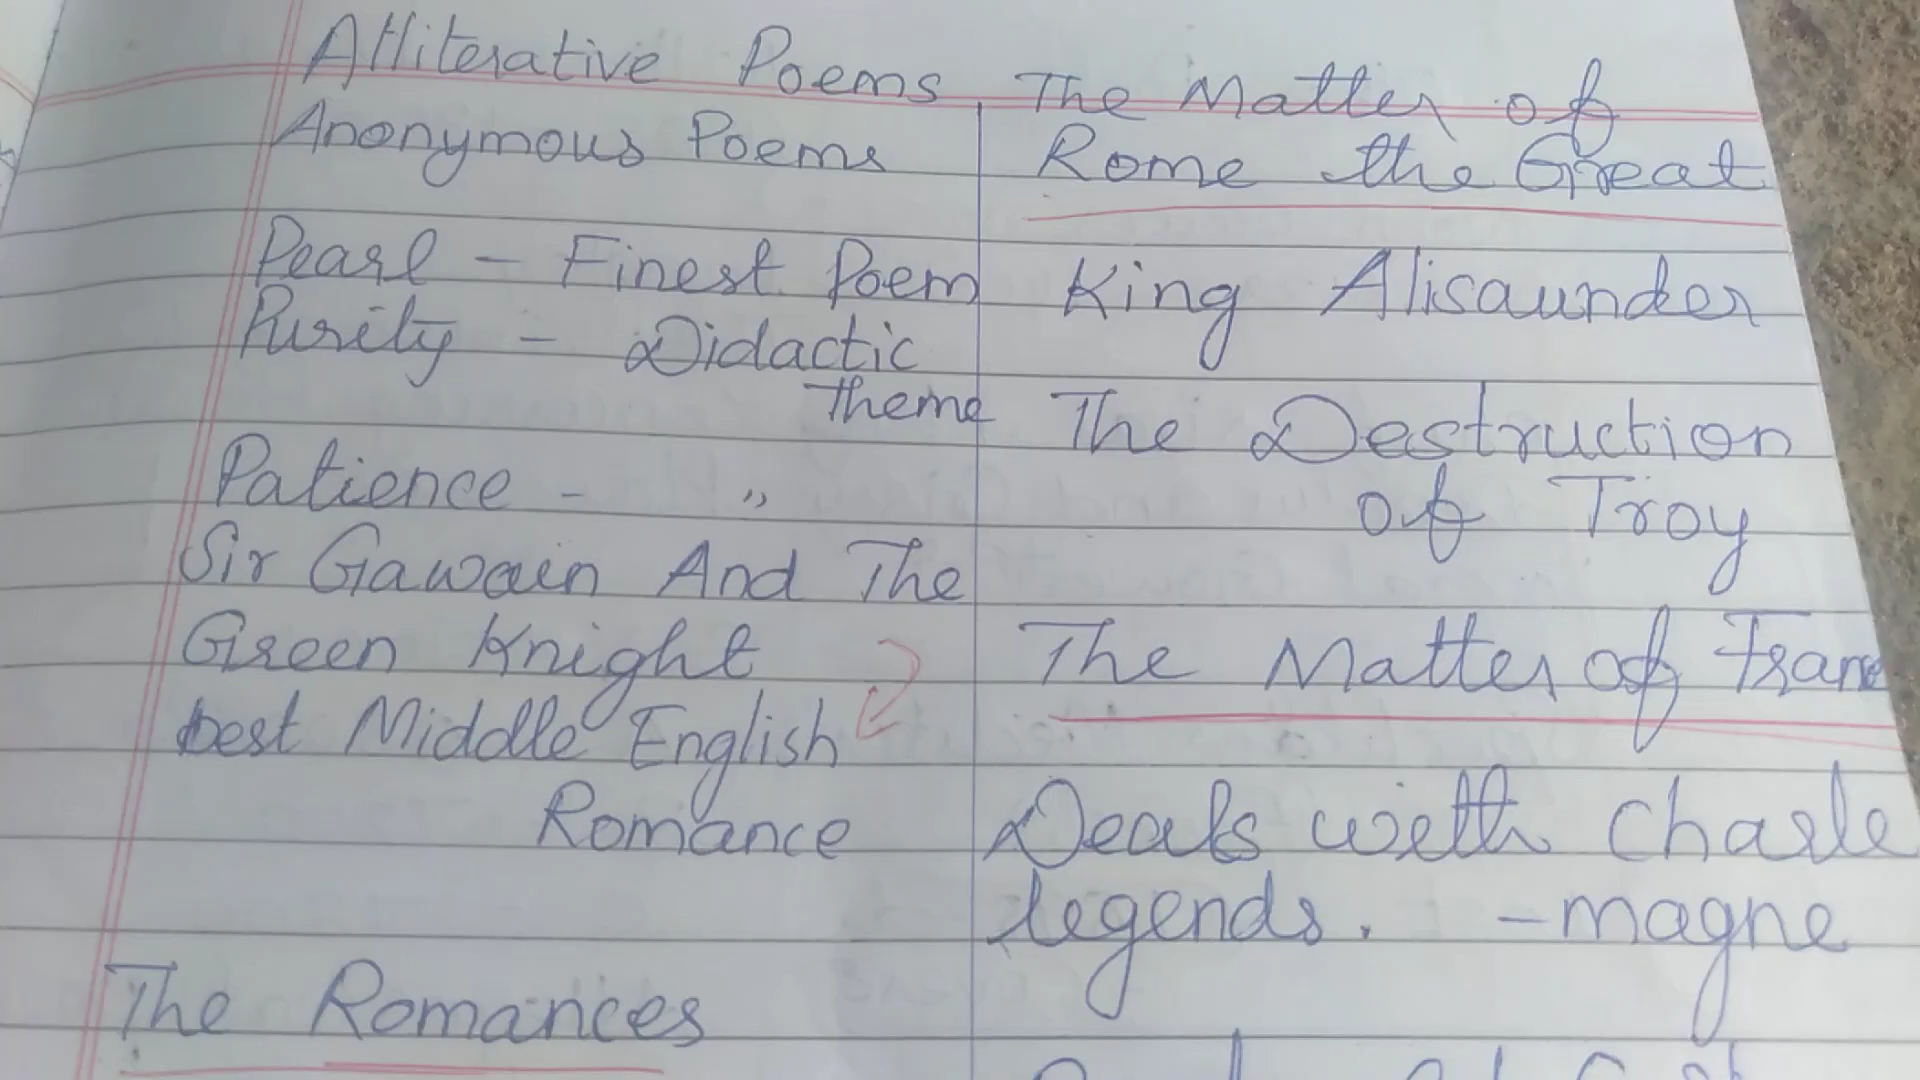 Alliterative Poems
Anonymous Poems
Pearl - Finest Poem
Purity - Didactic
Theme
Patience - "
Sir Gawain And The
Green Knight
best Middle English
Romance
The Romances
The Matter of
Rome the Great
King Alisaunder
The Destruction
of Troy
The Matter of
Deals with Charle
legends. -magne